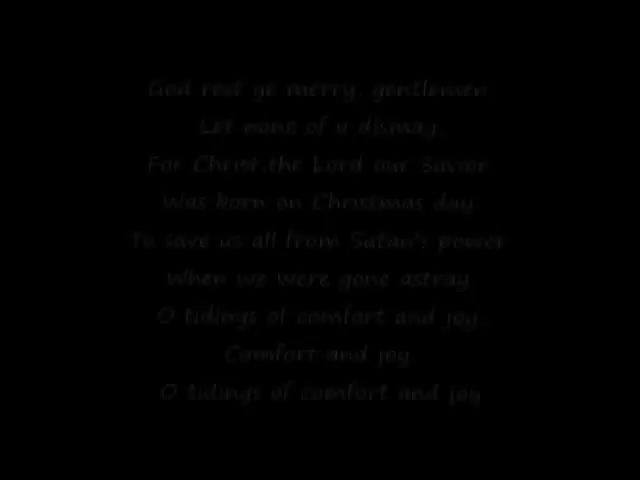 God rest ye merry, gentlemen
Let none of u dismay
For Christ the Lord our Savior
Was born on Christmas day
To save us all from Satan's power
When we were gone astray
O tidings of comfort and joy
Comfort and joy
O tidings of comfort and joy